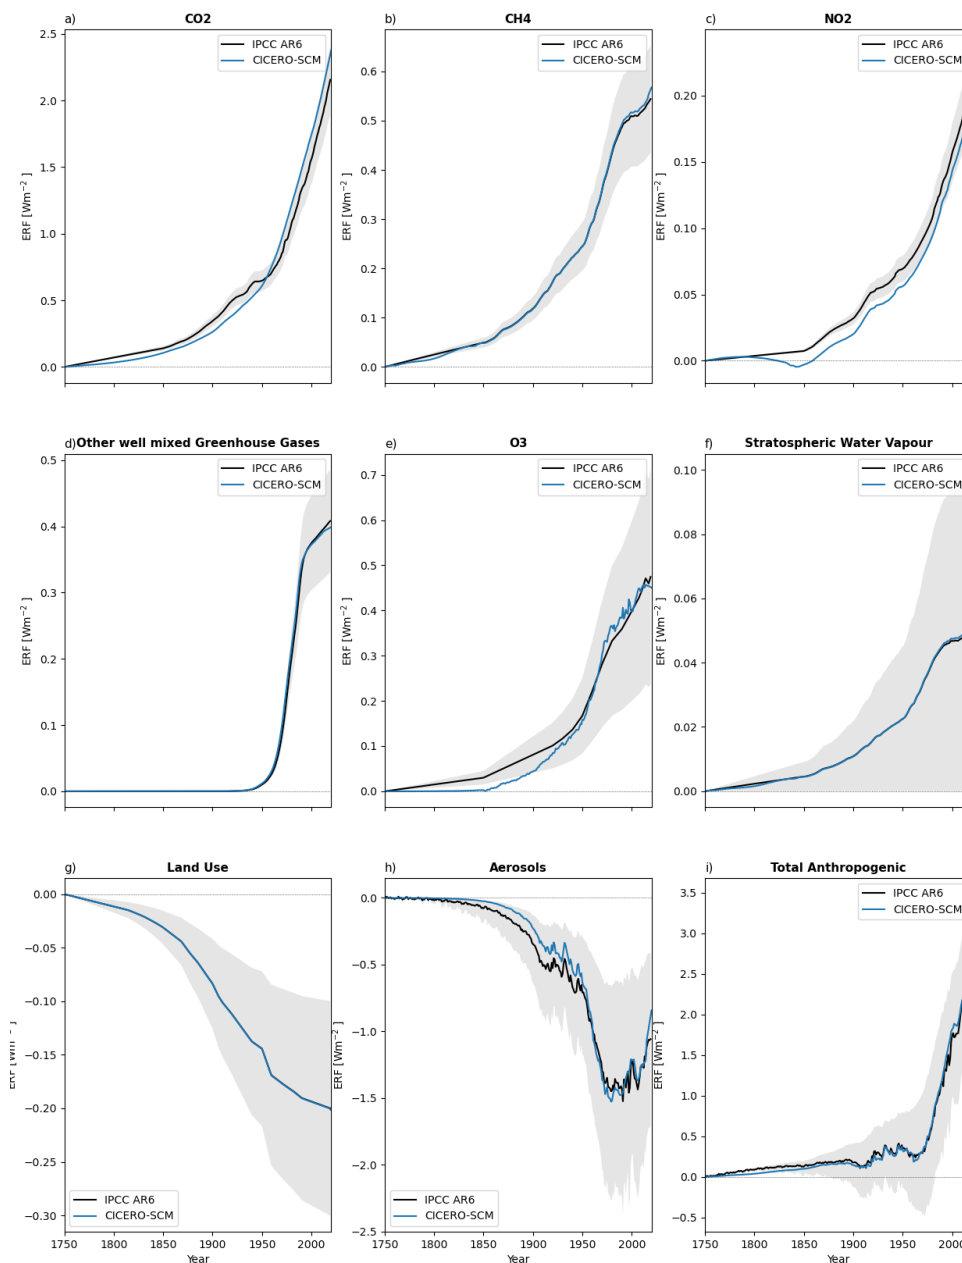 a) CO2
2.5
2.0
1.5
1.0
0.5
0.0
ERF [Wm⁻² ]
IPCC AR6
CICERO-SCM
b) CH4
0.6
0.5
0.4
0.3
0.2
0.1
0.0
ERF [Wm⁻² ]
IPCC AR6
CICERO-SCM
c) NO2
0.20
0.15
0.10
0.05
0.00
ERF [Wm⁻² ]
IPCC AR6
CICERO-SCM
d) Other well mixed Greenhouse Gases
0.5
0.4
0.3
0.2
0.1
0.0
ERF [Wm⁻² ]
IPCC AR6
CICERO-SCM
e) O3
0.7
0.6
0.5
0.4
0.3
0.2
0.1
0.0
ERF [Wm⁻² ]
IPCC AR6
CICERO-SCM
f) Stratospheric Water Vapour
0.10
0.08
0.06
0.04
0.02
0.00
ERF [Wm⁻² ]
IPCC AR6
CICERO-SCM
g) Land Use
0.00
−0.05
−0.10
−0.15
−0.20
−0.25
−0.30
ERF [Wm⁻² ]
IPCC AR6
CICERO-SCM
1750 1800 1850 1900 1950 2000
Year
h) Aerosols
0.0
−0.5
−1.0
−1.5
−2.0
−2.5
ERF [Wm⁻² ]
IPCC AR6
CICERO-SCM
1750 1800 1850 1900 1950 2000
Year
i) Total Anthropogenic
3.5
3.0
2.5
2.0
1.5
1.0
0.5
0.0
−0.5
ERF [Wm⁻² ]
IPCC AR6
CICERO-SCM
1750 1800 1850 1900 1950 2000
Year